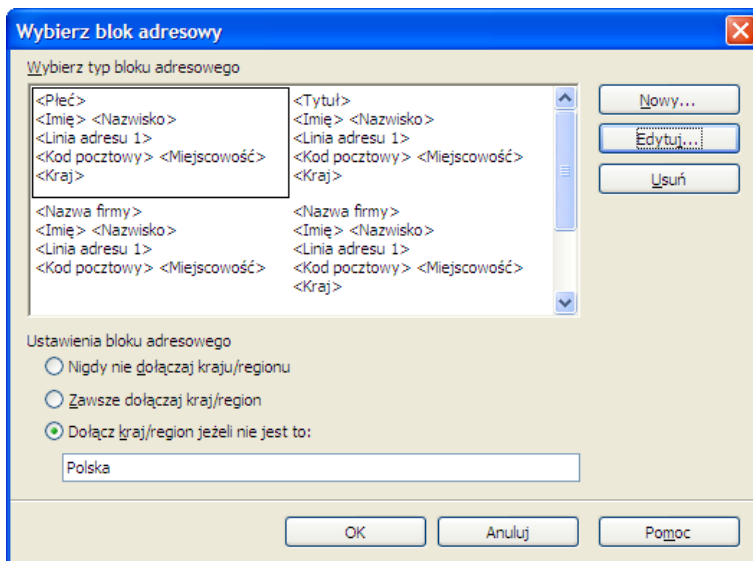 Wybierz blok adresowy
Wybierz typ bloku adresowego
<Płeć>
<Imię> <Nazwisko>
<Linia adresu 1>
<Kod pocztowy> <Miejscowość>
<Kraj>
<Tytuł>
<Imię> <Nazwisko>
<Linia adresu 1>
<Kod pocztowy> <Miejscowość>
<Kraj>
<Nazwa firmy>
<Imię> <Nazwisko>
<Linia adresu 1>
<Kod pocztowy> <Miejscowość>
<Nazwa firmy>
<Imię> <Nazwisko>
<Linia adresu 1>
<Kod pocztowy> <Miejscowość>
<Kraj>
Nowy...
Edytuj...
Usuń
Ustawienia bloku adresowego
Nigdy nie dołączaj kraju/regionu
Zawsze dołączaj kraj/region
Dołącz kraj/region jeżeli nie jest to:
Polska
OK
Anuluj
Pomoc